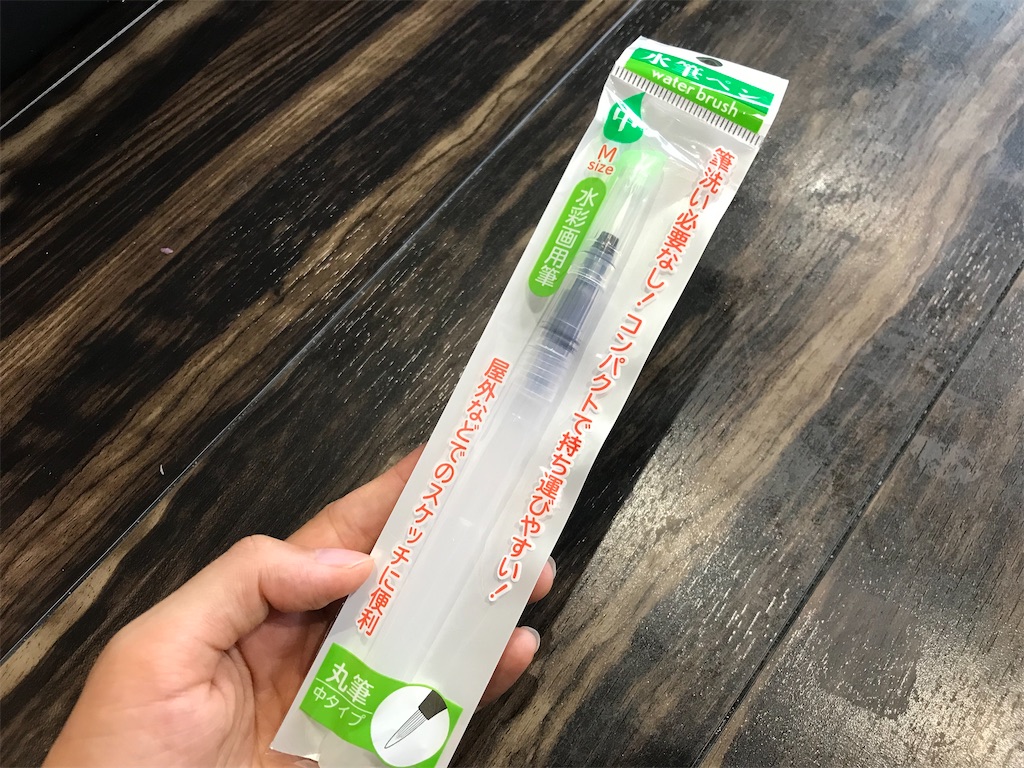 水筆ペン
water brush
中
M
size
水彩画用筆
筆洗い必要なし!コンパクトで持ち運びやすい!
屋外などでのスケッチに便利
丸筆
中タイプ